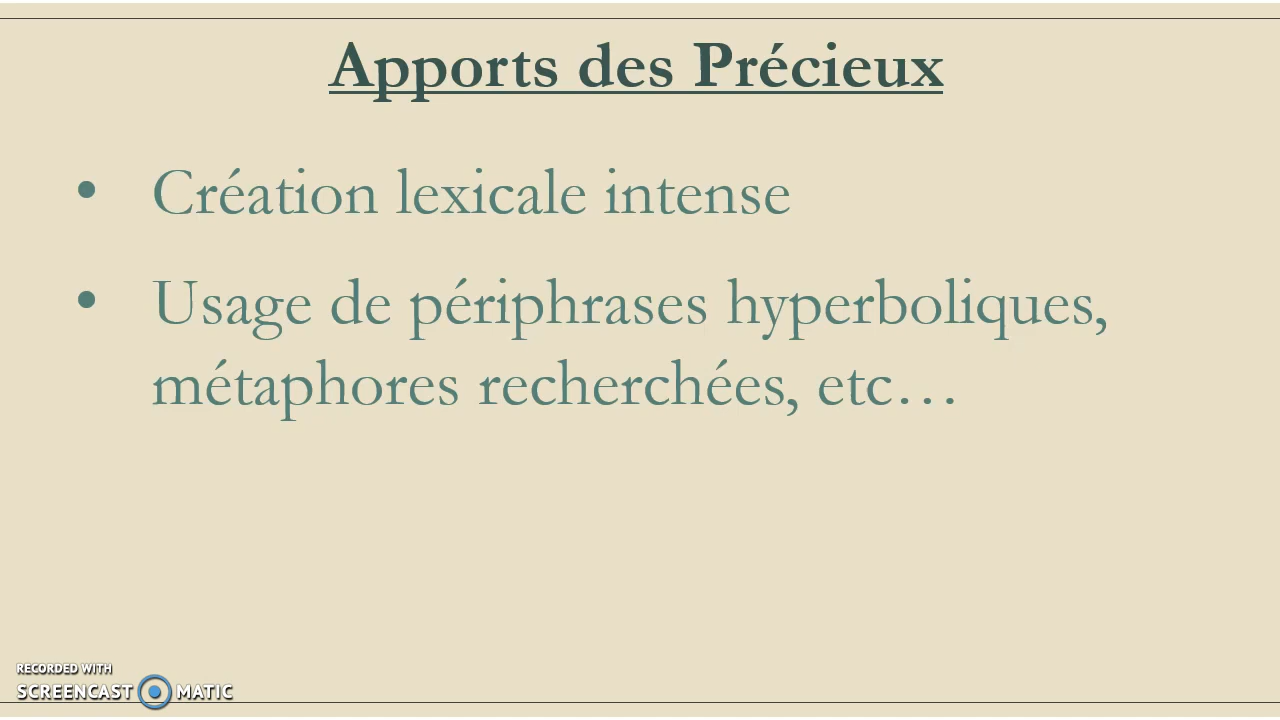 Apports des Précieux
• Création lexicale intense
• Usage de périphrases hyperboliques,
métaphores recherchées, etc…
RECORDED WITH
SCREENCAST MATIC